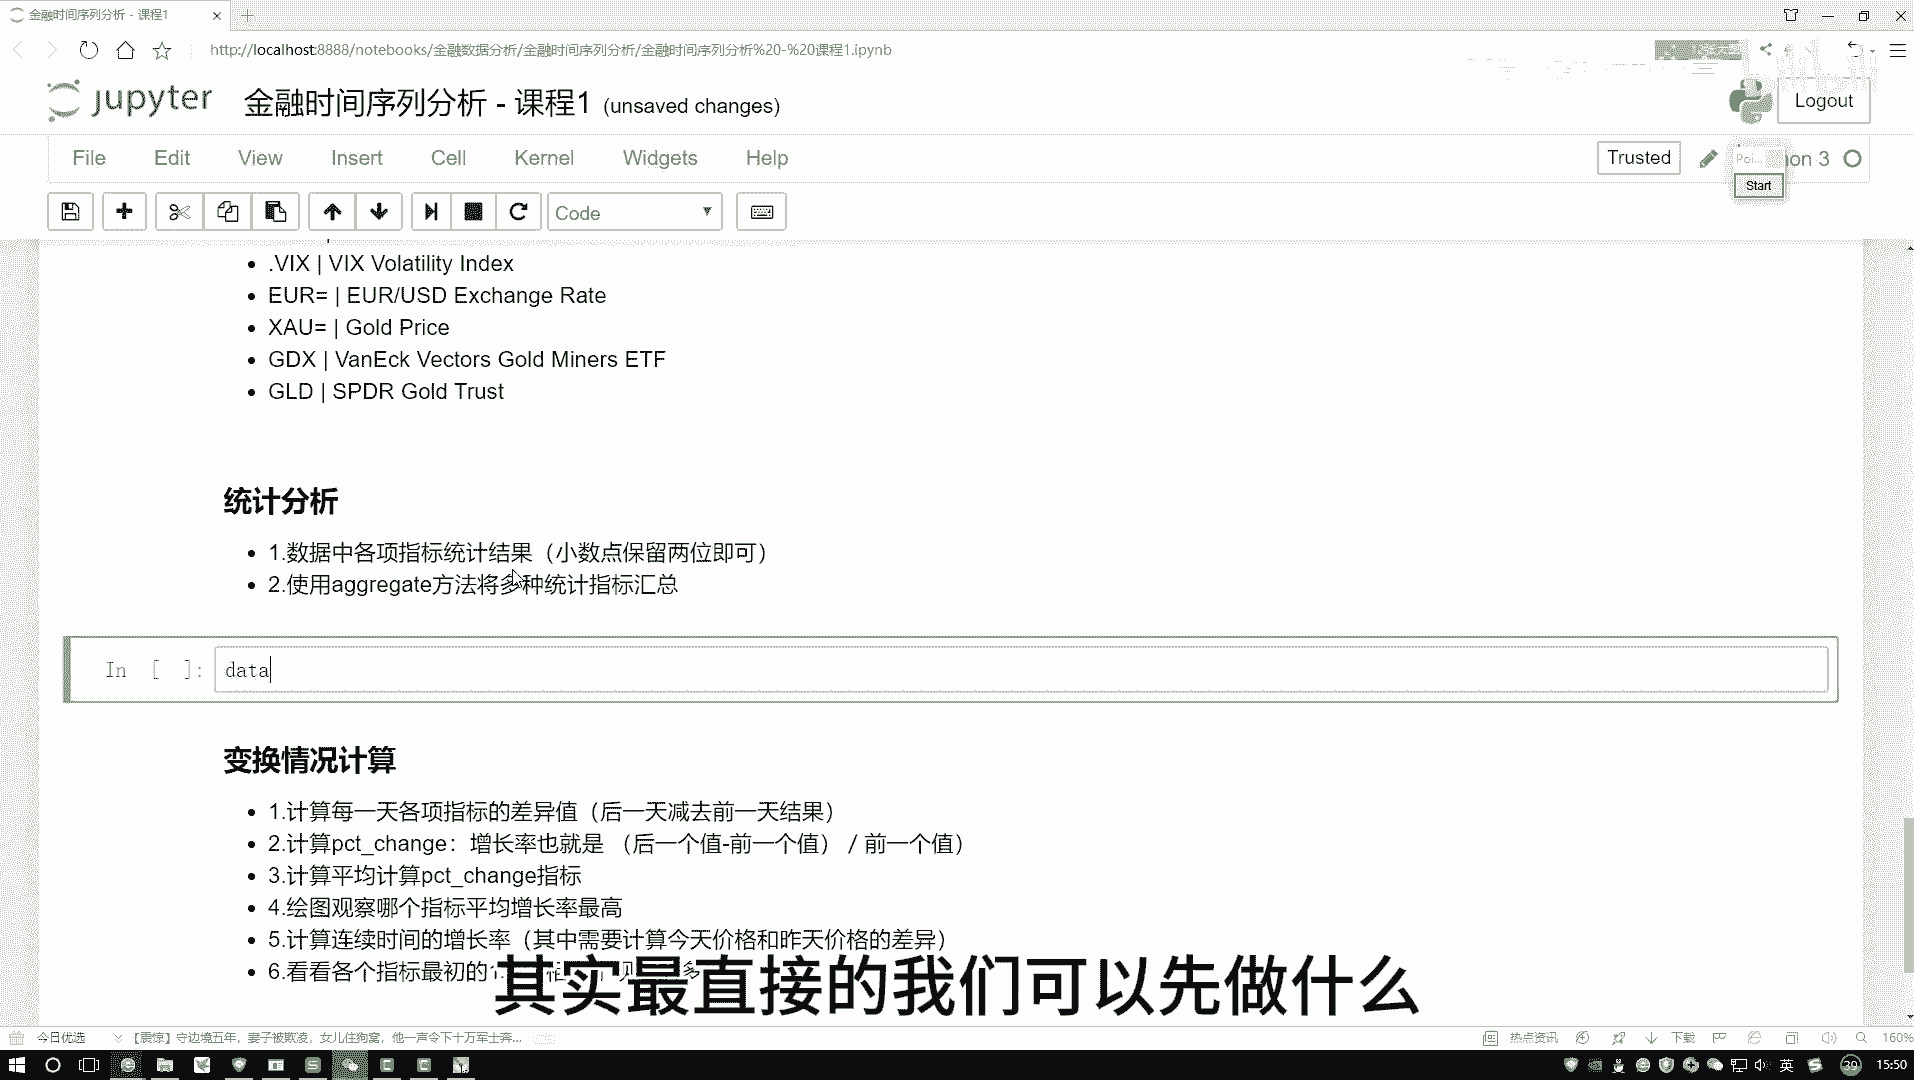 金融时间序列分析 - 课程1
http://localhost:8888/notebooks/金融数据分析/金融时间序列分析/金融时间序列分析%20-%20课程1.ipynb
jupyter 金融时间序列分析 - 课程1 (unsaved changes)
Logout
File Edit View Insert Cell Kernel Widgets Help
Trusted
on 3
Poi...
Start
Code
.VIX | VIX Volatility Index
EUR= | EUR/USD Exchange Rate
XAU= | Gold Price
GDX | VanEck Vectors Gold Miners ETF
GLD | SPDR Gold Trust
统计分析
1.数据中各项指标统计结果（小数点保留两位即可）
2.使用aggregate方法将多种统计指标汇总
In [ ]: data
变换情况计算
1.计算每一天各项指标的差异值（后一天减去前一天结果）
2.计算pct_change：增长率也就是 （后一个值-前一个值） / 前一个值）
3.计算平均计算pct_change指标
4.绘图观察哪个指标平均增长率最高
5.计算连续时间的增长率（其中需要计算今天价格和昨天价格的差异）
6.看看各个指标最初的
其实最直接的我们可以先做什么
今日优选 【震惊】守边境五年，妻子被欺凌，女儿住狗窝，他一声令下十万军士奔...
热点资讯 下载 160%
英 39 15:50